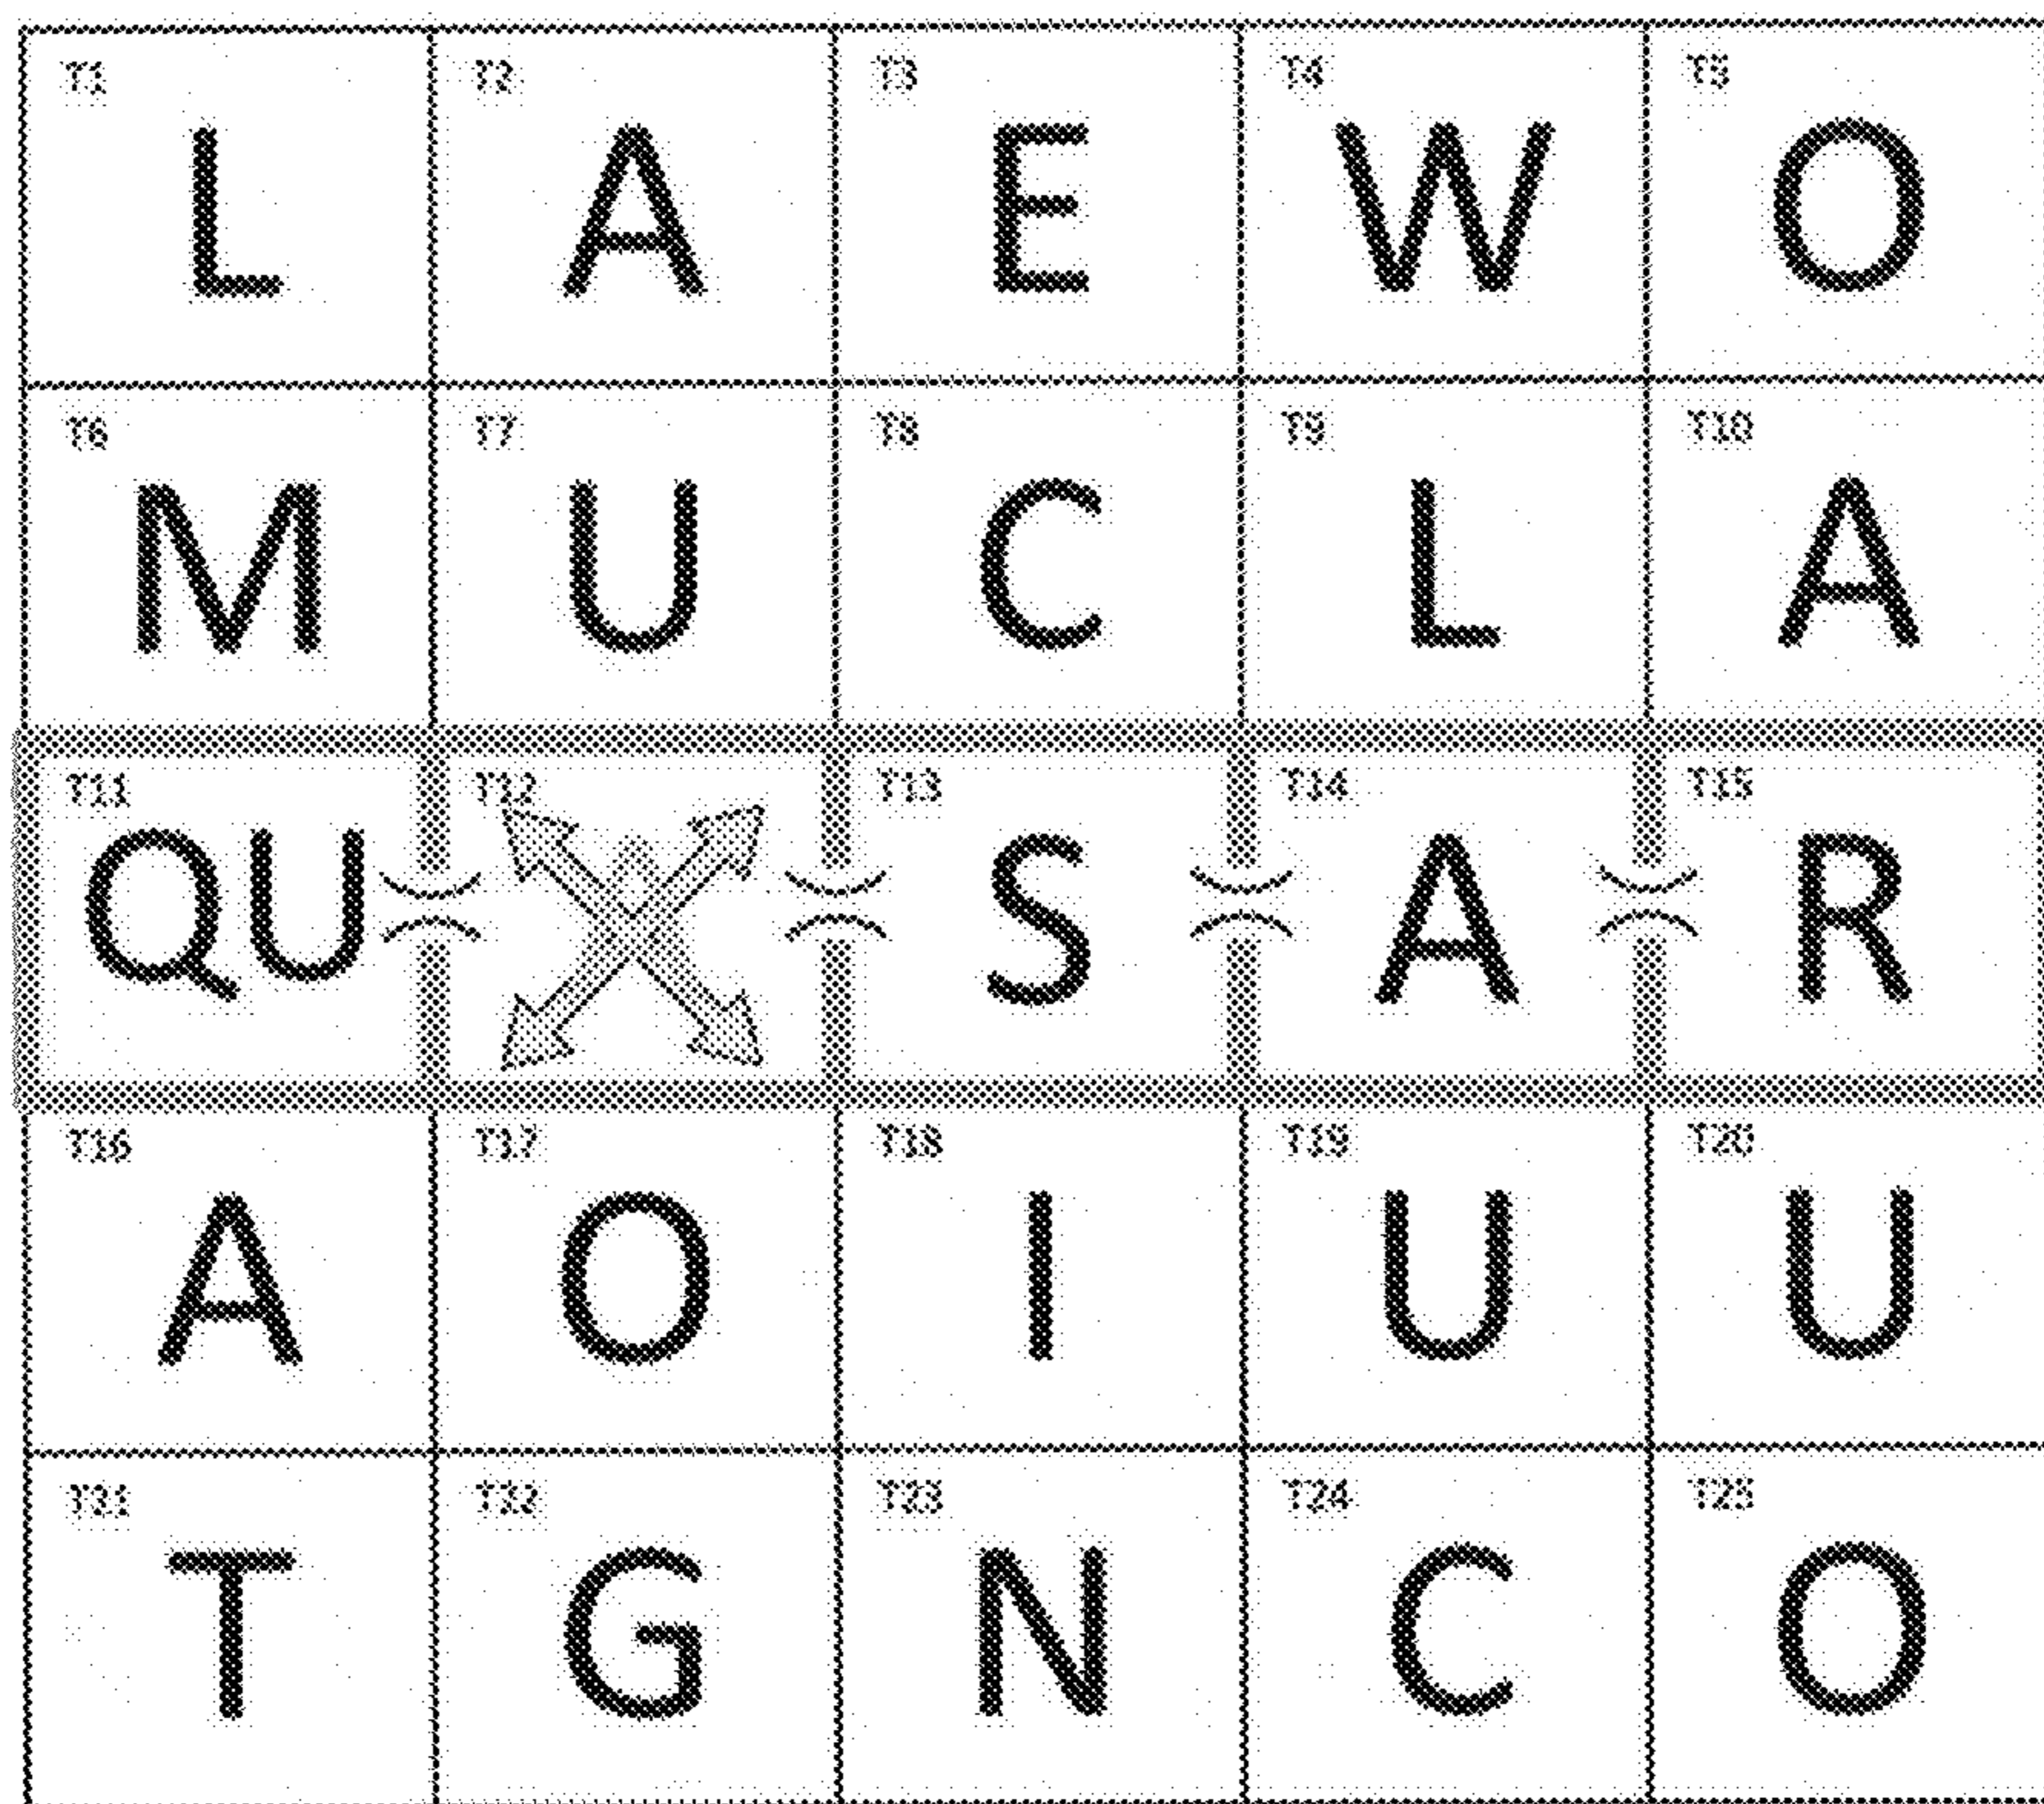 T1 T2 T3 T4 T5
L A E W O
T6 T7 T8 T9 T10
M U C L A
T11 T12 T13 T14 T15
QU A S A R
T16 T17 T18 T19 T20
A O I U U
T21 T22 T23 T24 T25
T G N C O